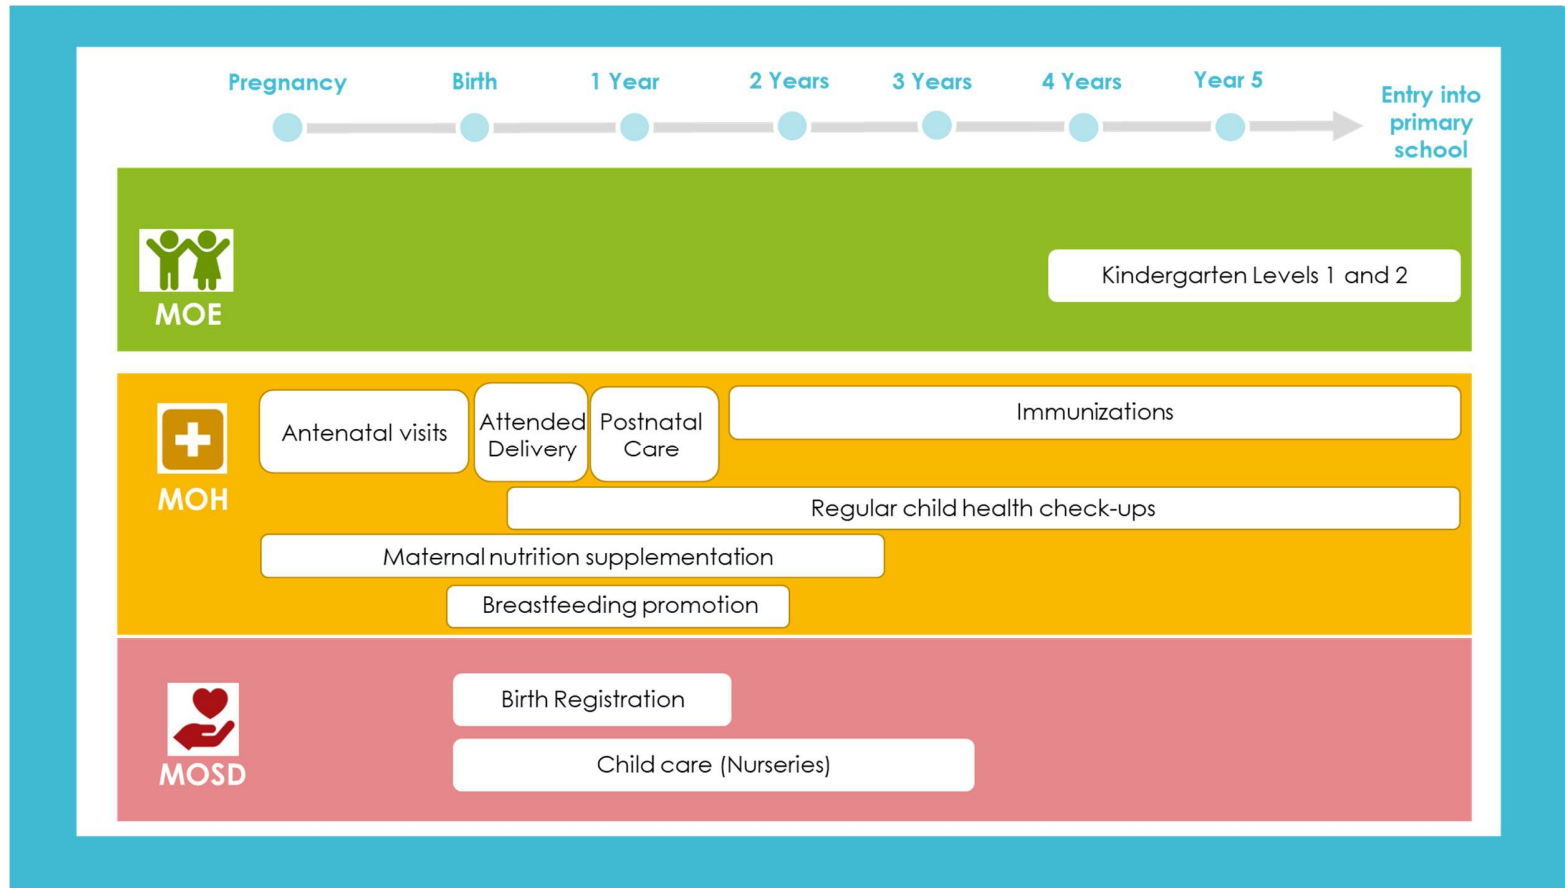 Pregnancy
Birth
1 Year
2 Years
3 Years
4 Years
Year 5
Entry into
primary
school
MOE
Kindergarten Levels 1 and 2
MOH
Antenatal visits
Attended
Delivery
Postnatal
Care
Immunizations
Regular child health check-ups
Maternal nutrition supplementation
Breastfeeding promotion
MOSD
Birth Registration
Child care (Nurseries)